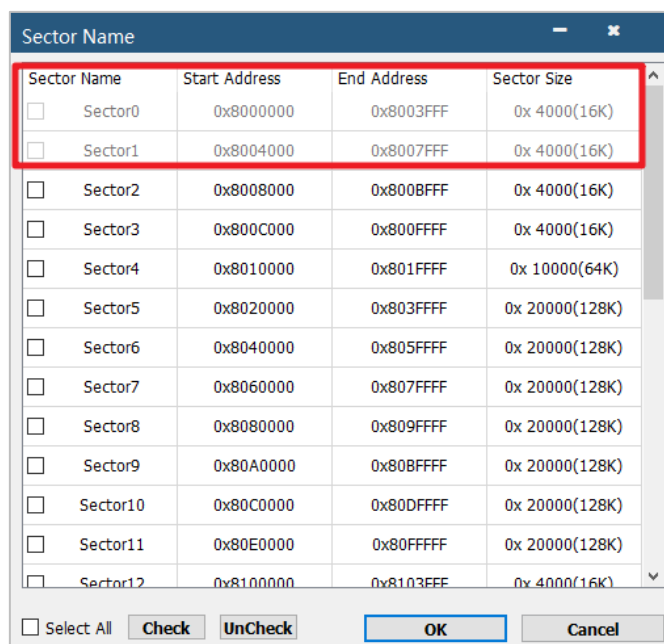 Sector Name
Sector Name Start Address End Address Sector Size
Sector0 0x8000000 0x8003FFF 0x 4000(16K)
Sector1 0x8004000 0x8007FFF 0x 4000(16K)
Sector2 0x8008000 0x800BFFF 0x 4000(16K)
Sector3 0x800C000 0x800FFFF 0x 4000(16K)
Sector4 0x8010000 0x801FFFF 0x 10000(64K)
Sector5 0x8020000 0x803FFFF 0x 20000(128K)
Sector6 0x8040000 0x805FFFF 0x 20000(128K)
Sector7 0x8060000 0x807FFFF 0x 20000(128K)
Sector8 0x8080000 0x809FFFF 0x 20000(128K)
Sector9 0x80A0000 0x80BFFFF 0x 20000(128K)
Sector10 0x80C0000 0x80DFFFF 0x 20000(128K)
Sector11 0x80E0000 0x80FFFFF 0x 20000(128K)
Sector12 0x8100000 0x8103FFF 0x 4000(16K)
Select All Check UnCheck OK Cancel